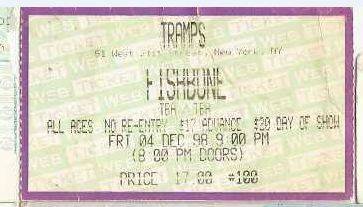 TRAMPS
51 West 21st Street, New York, NY
FISHBONE
TBA / TBA
ALL AGES NO RE-ENTRY $17 ADVANCE $20 DAY OF SHOW
FRI 04 DEC 98 9:00 PM
(8:00 PM DOORS)
PRICE 17.00 #100